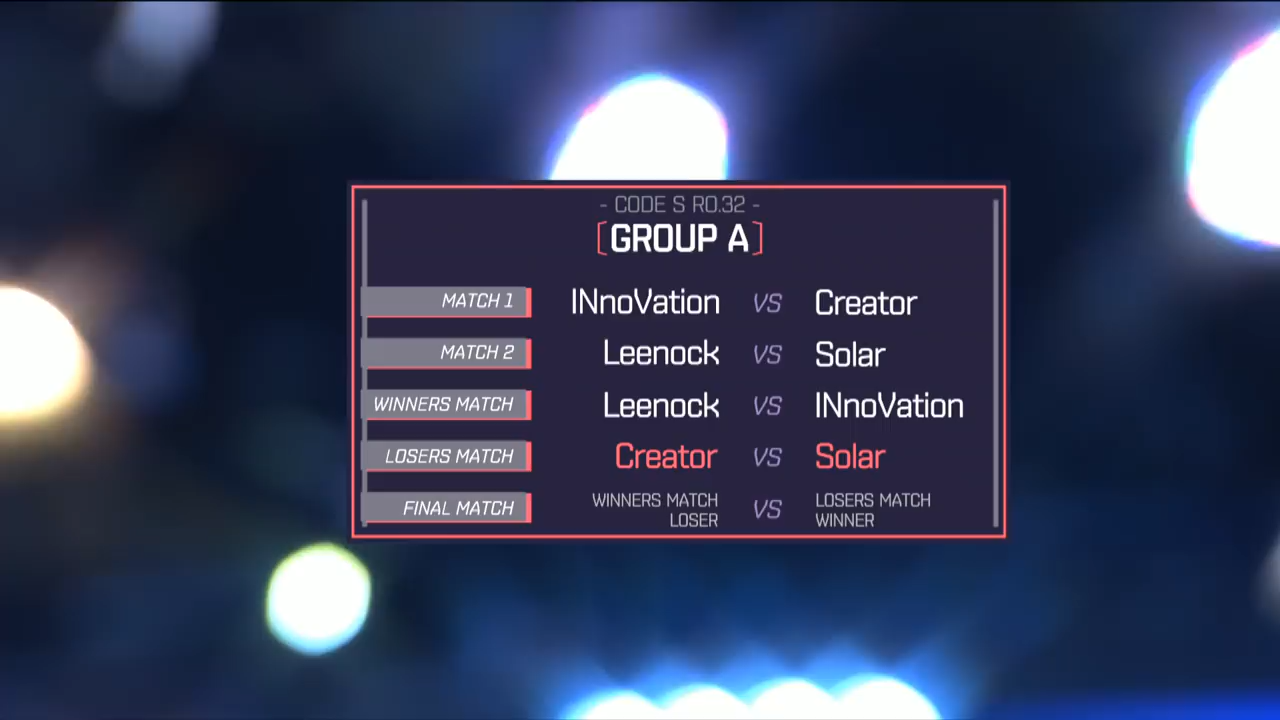 - CODE S RO.32 -
[GROUP A]
MATCH 1 INnoVation VS Creator
MATCH 2 Leenock VS Solar
WINNERS MATCH Leenock VS INnoVation
LOSERS MATCH Creator VS Solar
FINAL MATCH WINNERS MATCH LOSER VS LOSERS MATCH WINNER